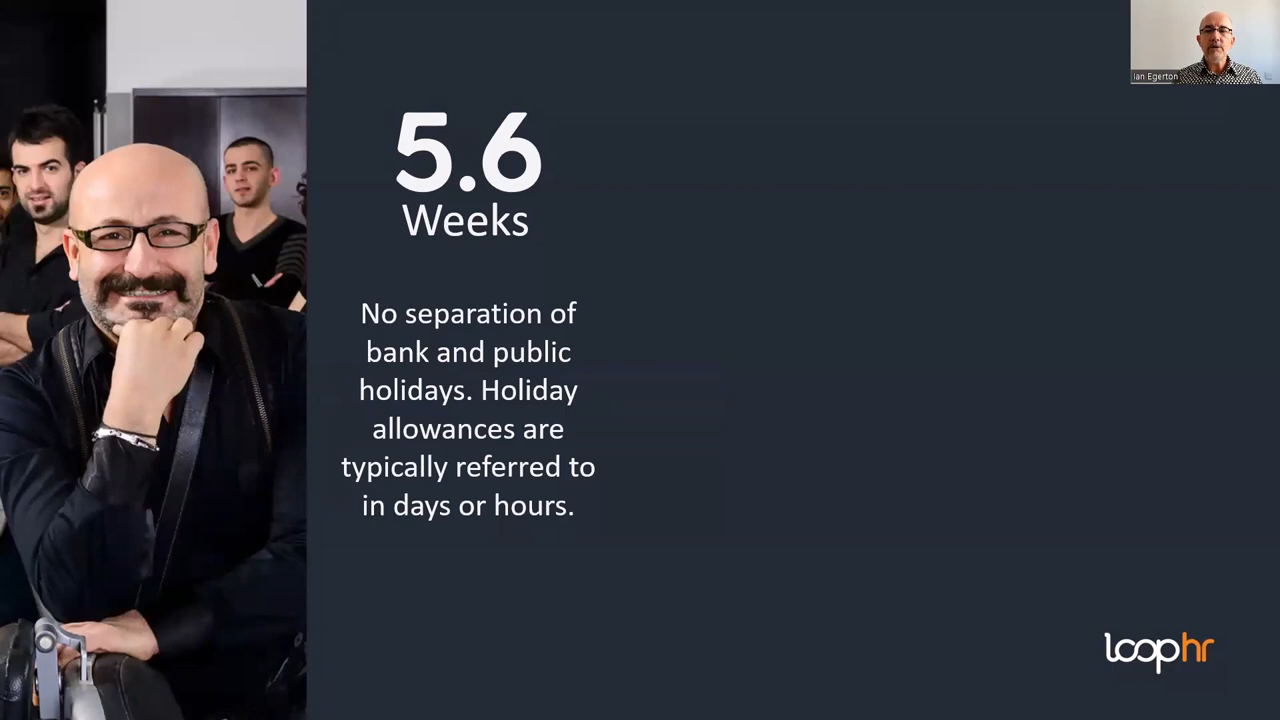 Ian Egerton
5.6
Weeks
No separation of
bank and public
holidays. Holiday
allowances are
typically referred to
in days or hours.
loophr